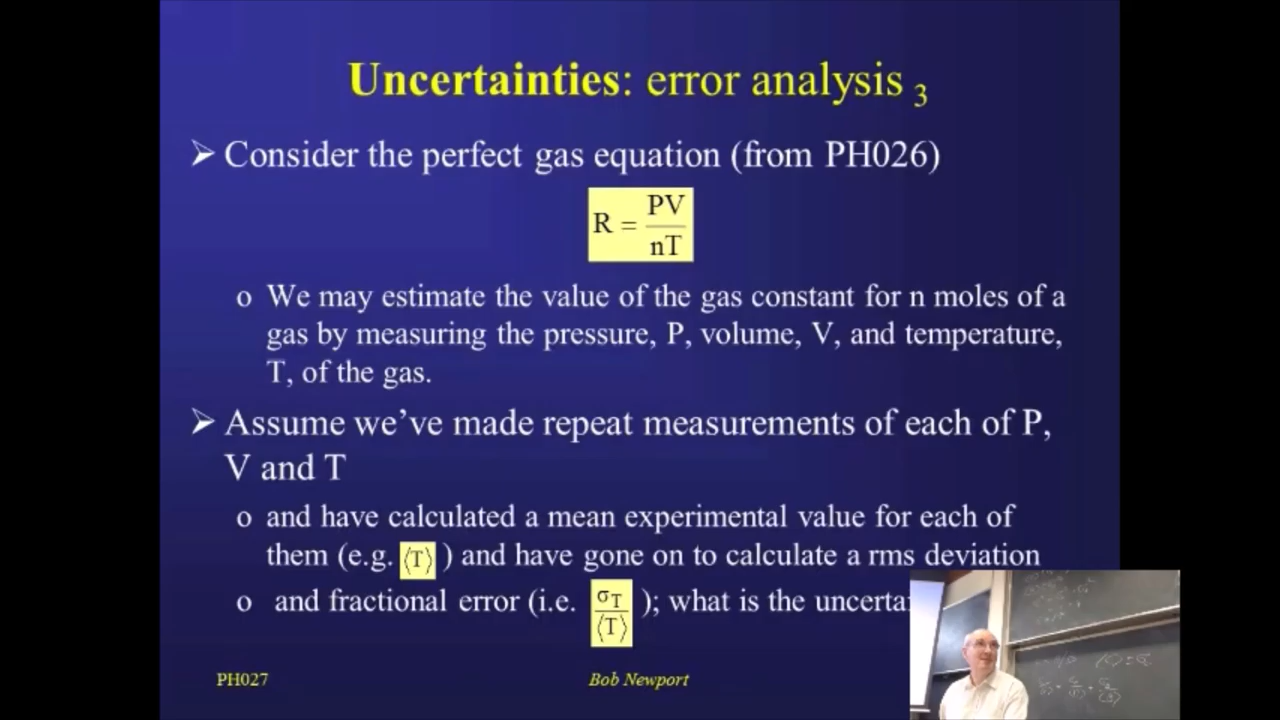 Uncertainties: error analysis 3
➢ Consider the perfect gas equation (from PH026)
R = PV/nT
o We may estimate the value of the gas constant for n moles of a
gas by measuring the pressure, P, volume, V, and temperature,
T, of the gas.
➢ Assume we've made repeat measurements of each of P,
V and T
o and have calculated a mean experimental value for each of
them (e.g. ⟨T⟩ ) and have gone on to calculate a rms deviation
o and fractional error (i.e. σT/⟨T⟩ ); what is the
PH027
Bob Newport